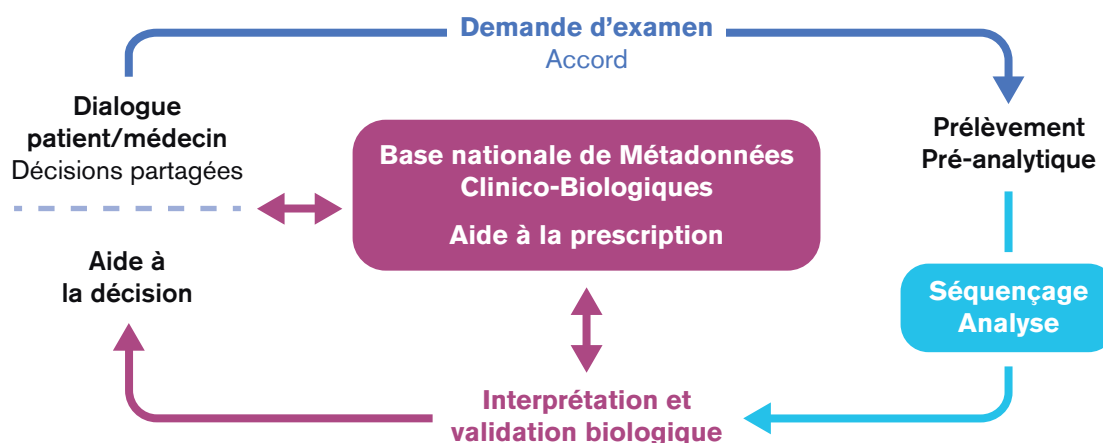 Demande d’examen
Accord
Dialogue
patient/médecin
Décisions partagées
Prélèvement
Pré-analytique
Base nationale de Métadonnées
Clinico-Biologiques
Aide à la prescription
Aide à
la décision
Séquençage
Analyse
Interprétation et
validation biologique